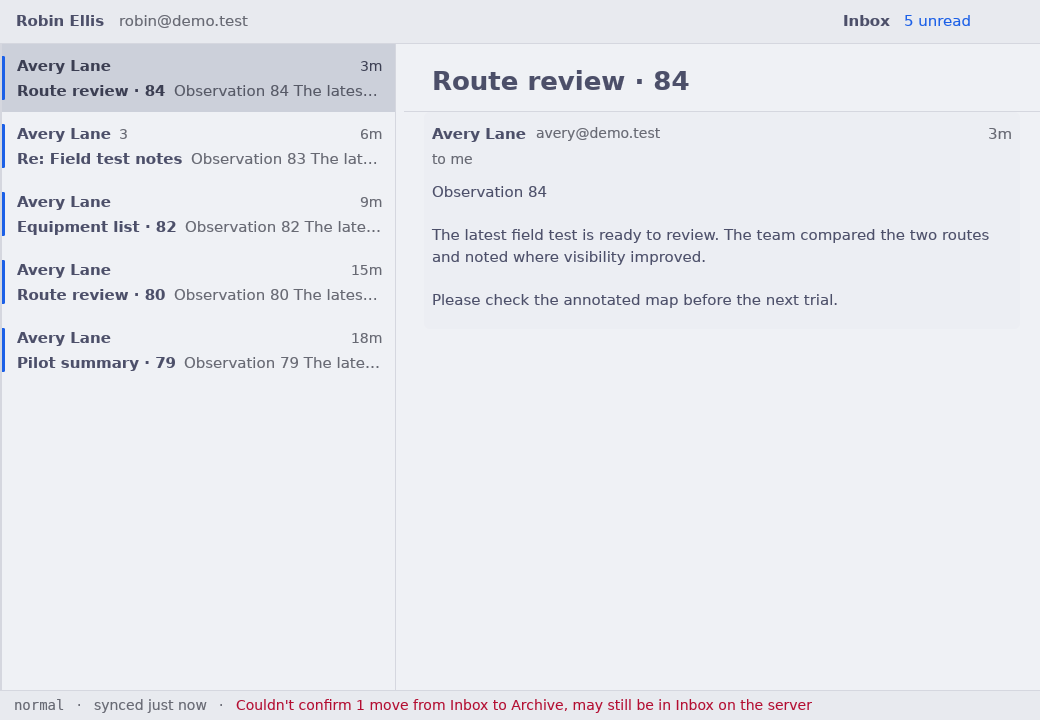 Robin Ellis robin@demo.test Inbox 5 unread
Avery Lane 3m
Route review · 84 Observation 84 The lates…
Avery Lane 3 6m
Re: Field test notes Observation 83 The lat…
Avery Lane 9m
Equipment list · 82 Observation 82 The late…
Avery Lane 15m
Route review · 80 Observation 80 The lates…
Avery Lane 18m
Pilot summary · 79 Observation 79 The late…
Route review · 84
Avery Lane avery@demo.test 3m
to me
Observation 84
The latest field test is ready to review. The team compared the two routes
and noted where visibility improved.
Please check the annotated map before the next trial.
normal · synced just now · Couldn't confirm 1 move from Inbox to Archive, may still be in Inbox on the server